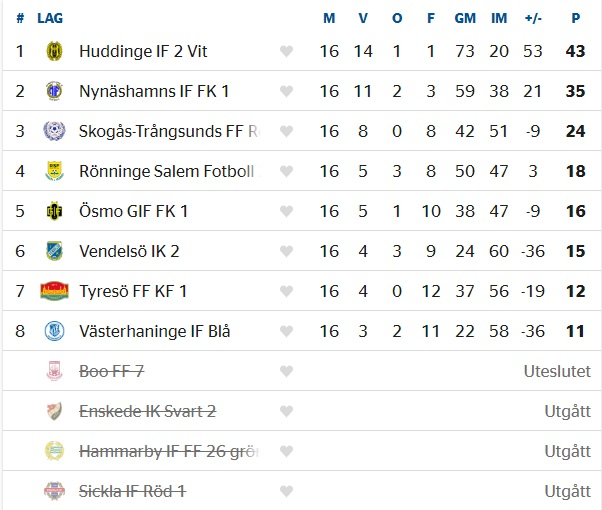 # LAG M V O F GM IM +/- P
1 Huddinge IF 2 Vit 16 14 1 1 73 20 53 43
2 Nynäshamns IF FK 1 16 11 2 3 59 38 21 35
3 Skogås-Trångsunds FF R 16 8 0 8 42 51 -9 24
4 Rönninge Salem Fotboll 16 5 3 8 50 47 3 18
5 Ösmo GIF FK 1 16 5 1 10 38 47 -9 16
6 Vendelsö IK 2 16 4 3 9 24 60 -36 15
7 Tyresö FF KF 1 16 4 0 12 37 56 -19 12
8 Västerhaninge IF Blå 16 3 2 11 22 58 -36 11
Boo FF 7 Uteslutet
Enskede IK Svart 2 Utgått
Hammarby IF FF 26 grö Utgått
Sickla IF Röd 1 Utgått